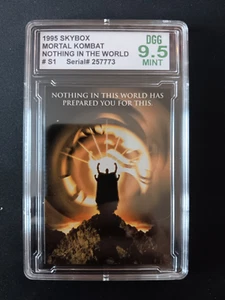 1995 SKYBOX
MORTAL KOMBAT
NOTHING IN THE WORLD
# S1 Serial# 257773
DGG
9.5
MINT
NOTHING IN THIS WORLD HAS
PREPARED YOU FOR THIS.